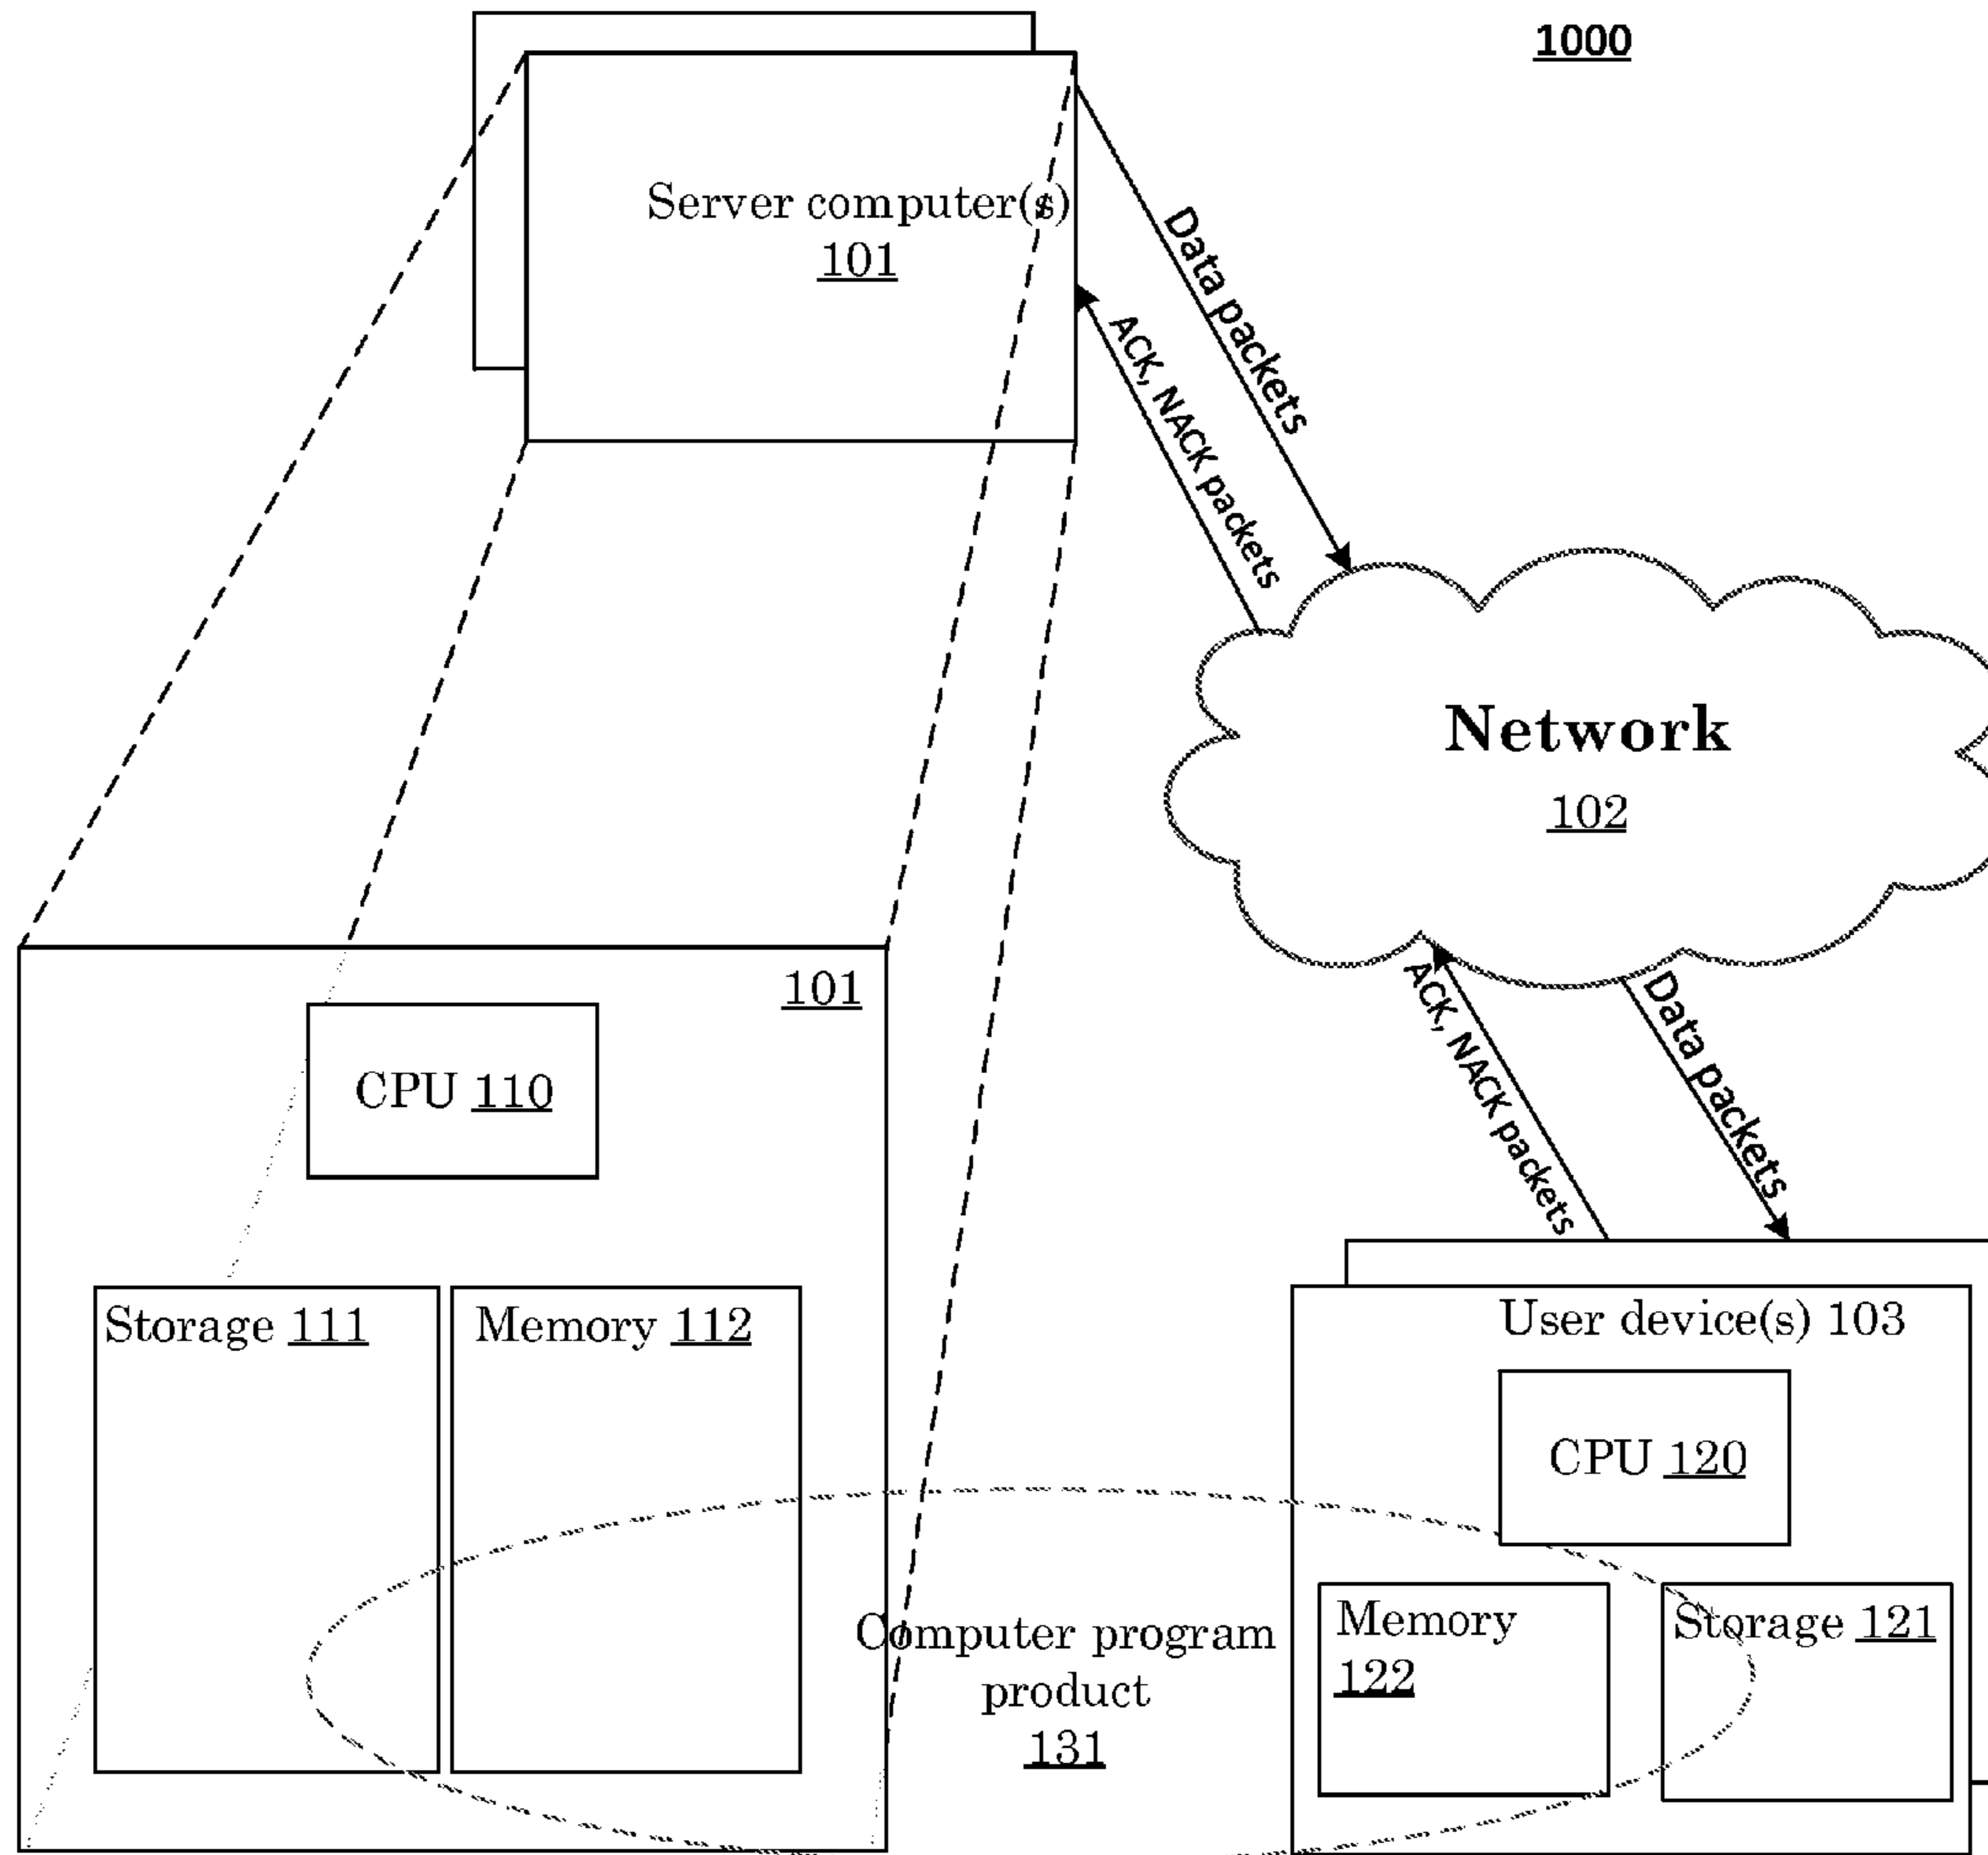 1000
Server computer(s)
101
Data packets
ACK, NACK packets
Network
102
101
CPU 110
Storage 111
Memory 112
ACK, NACK packets
Data packets
User device(s) 103
CPU 120
Memory
122
Storage 121
Computer program
product
131